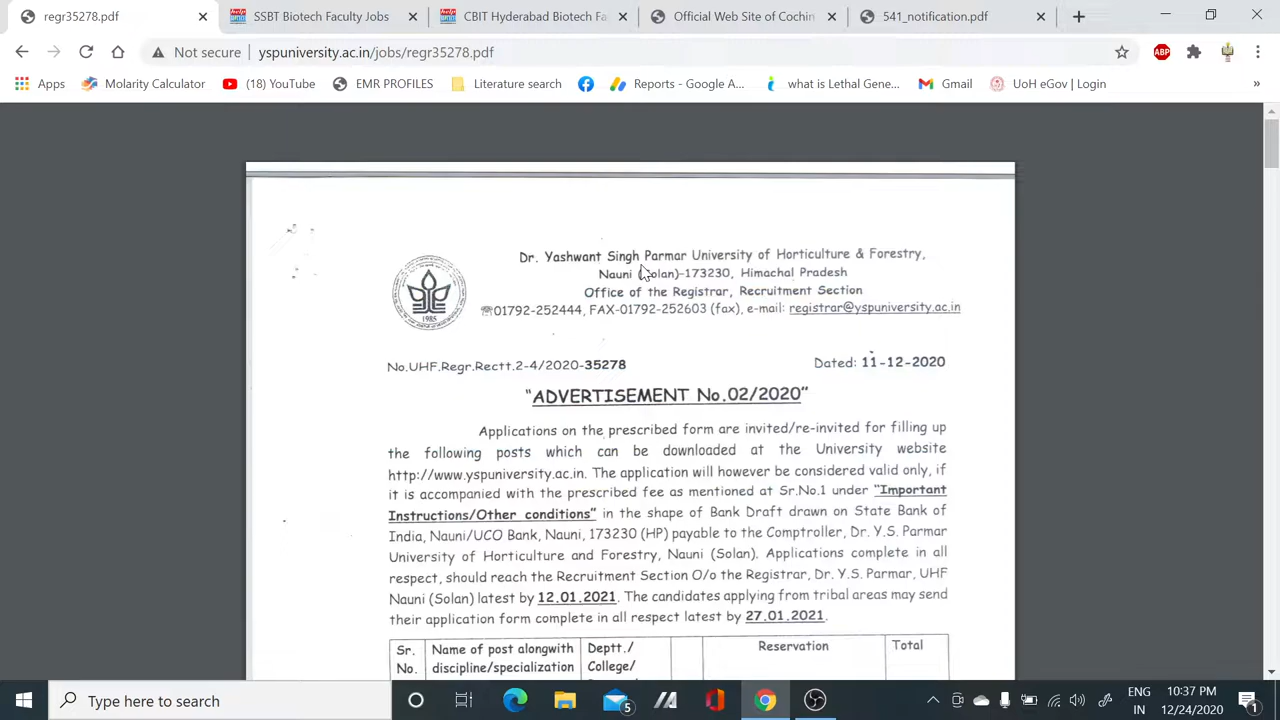 regr35278.pdf
SSBT Biotech Faculty Jobs
CBIT Hyderabad Biotech Fa
Official Web Site of Cochin
541_notification.pdf
Not secure | yspuniversity.ac.in/jobs/regr35278.pdf
ABP
Apps
Molarity Calculator
(18) YouTube
EMR PROFILES
Literature search
Reports - Google A...
what is Lethal Gene...
Gmail
UoH eGov | Login
»
Dr. Yashwant Singh Parmar University of Horticulture & Forestry,
Nauni (Solan)-173230, Himachal Pradesh
Office of the Registrar, Recruitment Section
☏01792-252444, FAX-01792-252603 (fax), e-mail: registrar@yspuniversity.ac.in
1985
No.UHF.Regr.Rectt.2-4/2020-35278
Dated: 11-12-2020
"ADVERTISEMENT No.02/2020"
Applications on the prescribed form are invited/re-invited for filling up
the following posts which can be downloaded at the University website
http://www.yspuniversity.ac.in. The application will however be considered valid only, if
it is accompanied with the prescribed fee as mentioned at Sr.No.1 under "Important
Instructions/Other conditions" in the shape of Bank Draft drawn on State Bank of
India, Nauni/UCO Bank, Nauni, 173230 (HP) payable to the Comptroller, Dr. Y.S. Parmar
University of Horticulture and Forestry, Nauni (Solan). Applications complete in all
respect, should reach the Recruitment Section O/o the Registrar, Dr. Y.S. Parmar, UHF
Nauni (Solan) latest by 12.01.2021. The candidates applying from tribal areas may send
their application form complete in all respect latest by 27.01.2021.
Sr.
No.
Name of post alongwith
discipline/specialization
Deptt./
College/
Reservation
Total
Type here to search
5
ENG
IN
10:37 PM
12/24/2020
1